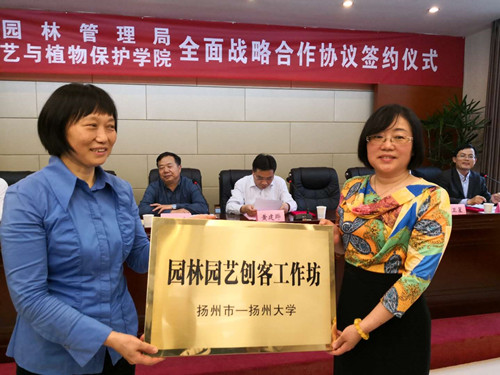 园林管理局
艺与植物保护学院
全面战略合作协议签约仪式
园林园艺创客工作坊
扬州市—扬州大学